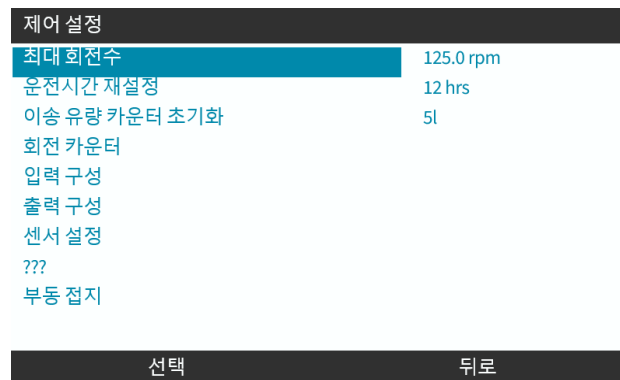 제어 설정
최대 회전수 125.0 rpm
운전시간 재설정 12 hrs
이송 유량 카운터 초기화 5l
회전 카운터
입력 구성
출력 구성
센서 설정
???
부동 접지
선택 뒤로